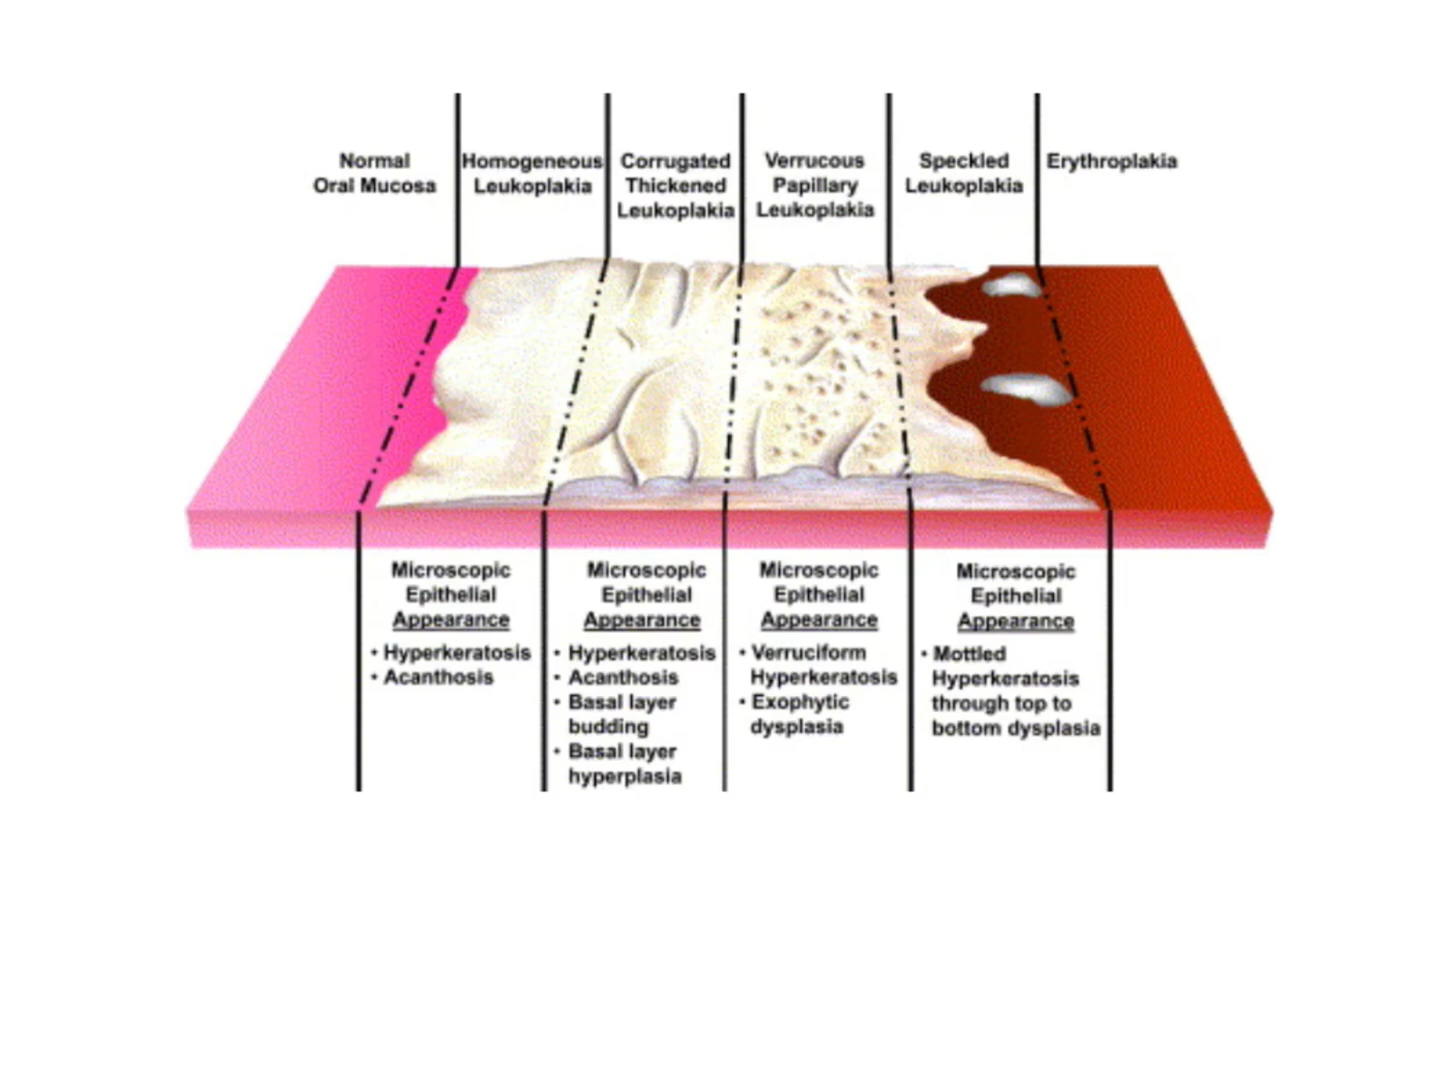 Normal
Oral Mucosa
Homogeneous
Leukoplakia
Corrugated
Thickened
Leukoplakia
Verrucous
Papillary
Leukoplakia
Speckled
Leukoplakia
Erythroplakia
Microscopic
Epithelial
Appearance
• Hyperkeratosis
• Acanthosis
Microscopic
Epithelial
Appearance
• Hyperkeratosis
• Acanthosis
• Basal layer
budding
• Basal layer
hyperplasia
Microscopic
Epithelial
Appearance
• Verruciform
Hyperkeratosis
• Exophytic
dysplasia
Microscopic
Epithelial
Appearance
• Mottled
Hyperkeratosis
through top to
bottom dysplasia